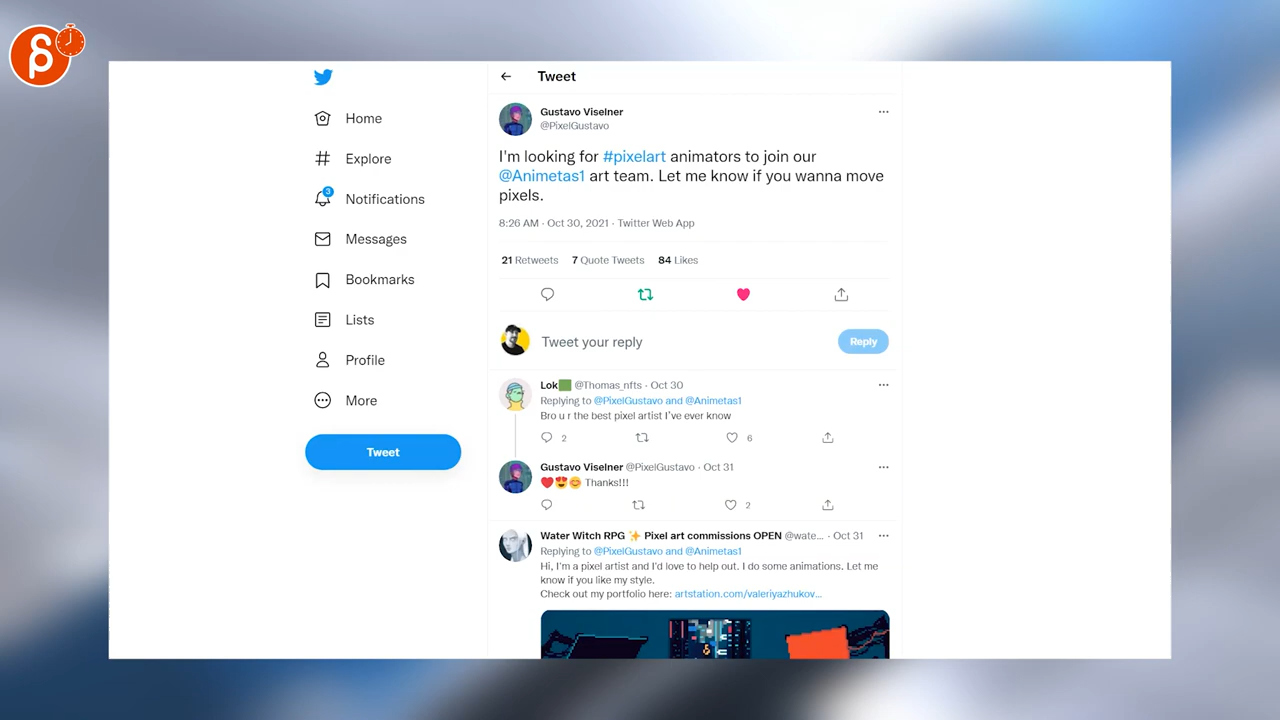 Tweet
Home
Explore
3
Notifications
Messages
Bookmarks
Lists
Profile
More
Tweet
Gustavo Viselner
@PixelGustavo
I'm looking for #pixelart animators to join our
@Animetas1 art team. Let me know if you wanna move
pixels.
8:26 AM · Oct 30, 2021 · Twitter Web App
21 Retweets 7 Quote Tweets 84 Likes
Tweet your reply
Reply
Lok @Thomas_nfts · Oct 30
Replying to @PixelGustavo and @Animetas1
Bro u r the best pixel artist I've ever know
2 6
Gustavo Viselner @PixelGustavo · Oct 31
❤️😍😊 Thanks!!!
2
Water Witch RPG ✨ Pixel art commissions OPEN @wate... · Oct 31
Replying to @PixelGustavo and @Animetas1
Hi, I'm a pixel artist and I'd love to help out. I do some animations. Let me
know if you like my style.
Check out my portfolio here: artstation.com/valeriyazhukov...